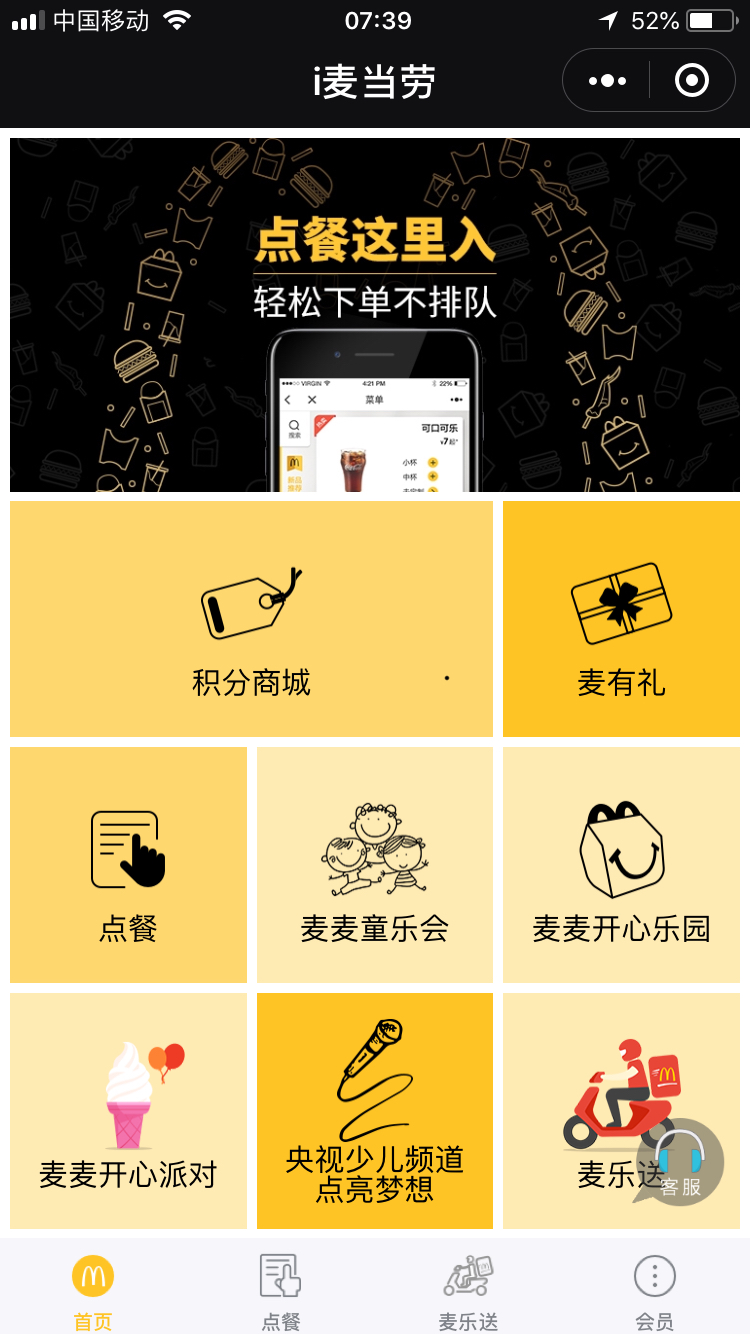 中国移动 07:39 52%
i麦当劳
点餐这里入
轻松下单不排队
VIRGIN 4:21 PM 22%
菜单
搜索
可口可乐
¥7起*
小杯
中杯
新品
推荐
积分商城
麦有礼
点餐
麦麦童乐会
麦麦开心乐园
麦麦开心派对
央视少儿频道
点亮梦想
麦乐送
客服
首页
点餐
麦乐送
会员